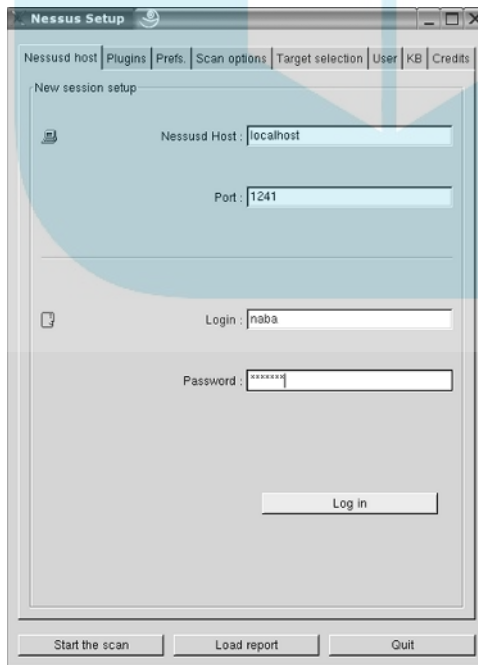 Nessus Setup
Nessusd host Plugins Prefs. Scan options Target selection User KB Credits
New session setup
Nessusd Host : localhost
Port : 1241
Login : naba
Password : *******
Log in
Start the scan Load report Quit